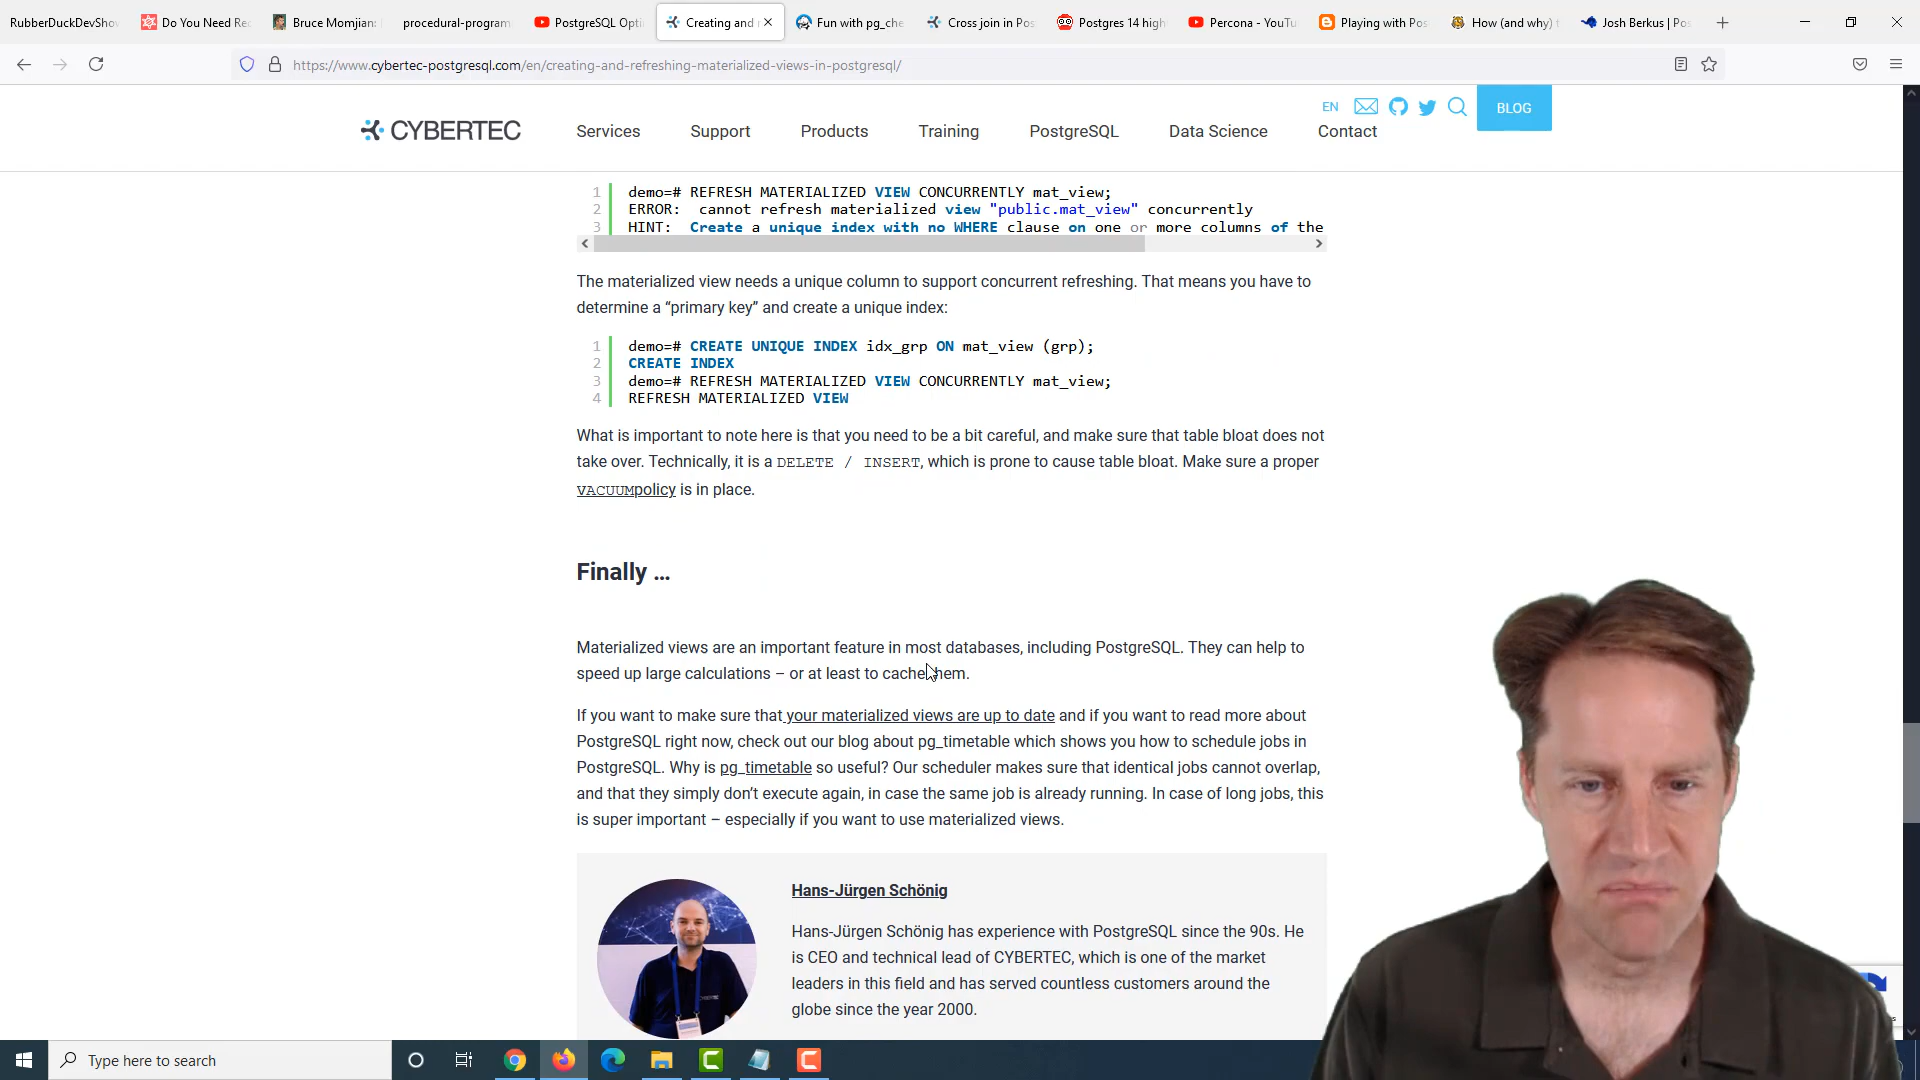 RubberDuckDevShow
Do You Need Re
Bruce Momjian:
procedural-program
PostgreSQL Opti
Creating and
Fun with pg_che
Cross join in Pos
Postgres 14 high
Percona - YouTu
Playing with Pos
How (and why)
Josh Berkus | Pos
https://www.cybertec-postgresql.com/en/creating-and-refreshing-materialized-views-in-postgresql/
EN
BLOG
CYBERTEC
Services
Support
Products
Training
PostgreSQL
Data Science
Contact
1 demo=# REFRESH MATERIALIZED VIEW CONCURRENTLY mat_view;
2 ERROR:  cannot refresh materialized view "public.mat_view" concurrently
3 HINT:  Create a unique index with no WHERE clause on one or more columns of the
The materialized view needs a unique column to support concurrent refreshing. That means you have to
determine a “primary key” and create a unique index:
1 demo=# CREATE UNIQUE INDEX idx_grp ON mat_view (grp);
2 CREATE INDEX
3 demo=# REFRESH MATERIALIZED VIEW CONCURRENTLY mat_view;
4 REFRESH MATERIALIZED VIEW
What is important to note here is that you need to be a bit careful, and make sure that table bloat does not
take over. Technically, it is a DELETE / INSERT, which is prone to cause table bloat. Make sure a proper
VACUUMpolicy is in place.
Finally ...
Materialized views are an important feature in most databases, including PostgreSQL. They can help to
speed up large calculations – or at least to cache them.
If you want to make sure that your materialized views are up to date and if you want to read more about
PostgreSQL right now, check out our blog about pg_timetable which shows you how to schedule jobs in
PostgreSQL. Why is pg_timetable so useful? Our scheduler makes sure that identical jobs cannot overlap,
and that they simply don’t execute again, in case the same job is already running. In case of long jobs, this
is super important – especially if you want to use materialized views.
Hans-Jürgen Schönig
Hans-Jürgen Schönig has experience with PostgreSQL since the 90s. He
is CEO and technical lead of CYBERTEC, which is one of the market
leaders in this field and has served countless customers around the
globe since the year 2000.
Type here to search